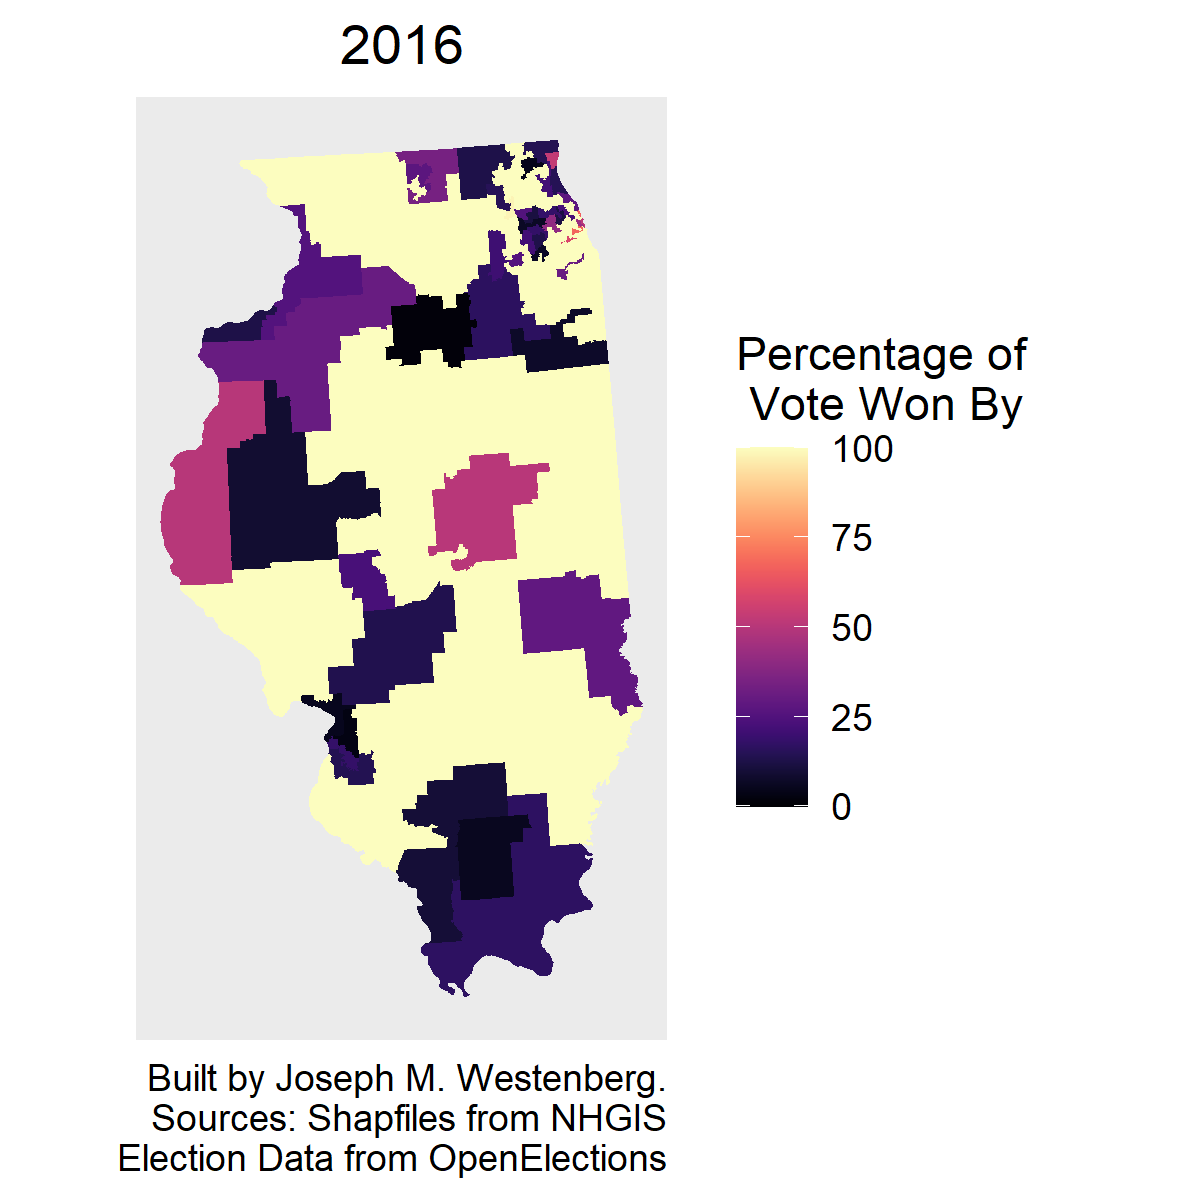 2016
Percentage of
Vote Won By
100
75
50
25
0
Built by Joseph M. Westenberg.
Sources: Shapfiles from NHGIS
Election Data from OpenElections